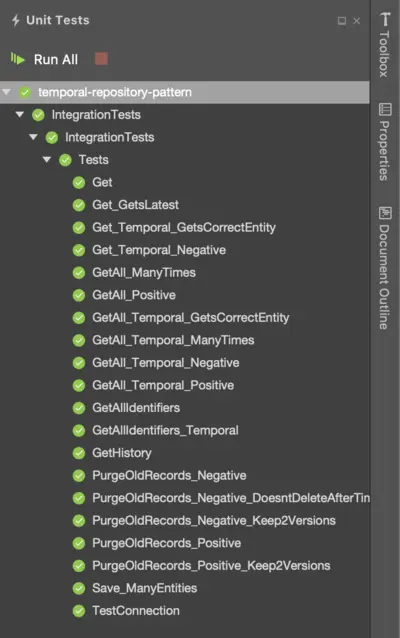 Unit Tests
Run All
temporal-repository-pattern
IntegrationTests
IntegrationTests
Tests
Get
Get_GetsLatest
Get_Temporal_GetsCorrectEntity
Get_Temporal_Negative
GetAll_ManyTimes
GetAll_Positive
GetAll_Temporal_GetsCorrectEntity
GetAll_Temporal_ManyTimes
GetAll_Temporal_Negative
GetAll_Temporal_Positive
GetAllIdentifiers
GetAllIdentifiers_Temporal
GetHistory
PurgeOldRecords_Negative
PurgeOldRecords_Negative_DoesntDeleteAfterTim
PurgeOldRecords_Negative_Keep2Versions
PurgeOldRecords_Positive
PurgeOldRecords_Positive_Keep2Versions
Save_ManyEntities
TestConnection
Toolbox
Properties
Document Outline